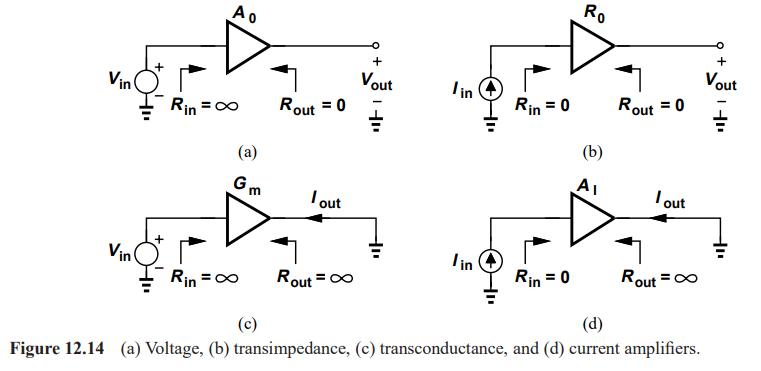 A0
R0
Vin
+
−
Rin = ∞
Rout = 0
+
Vout
−
Iin
Rin = 0
Rout = 0
+
Vout
−
(a)
(b)
Gm
Iout
AI
Iout
Vin
+
−
Rin = ∞
Rout = ∞
Iin
Rin = 0
Rout = ∞
(c)
(d)
Figure 12.14 (a) Voltage, (b) transimpedance, (c) transconductance, and (d) current amplifiers.